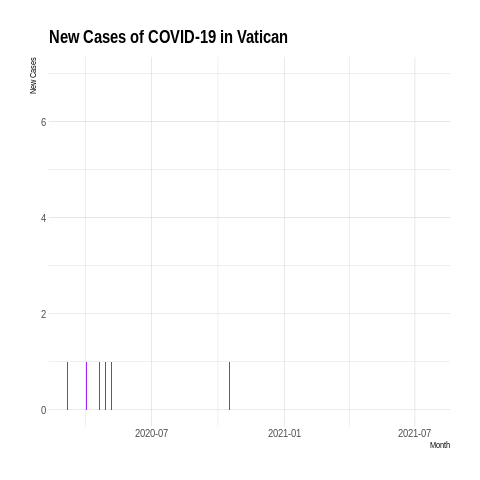 New Cases of COVID-19 in Vatican
New Cases
6
4
2
0
2020-07
2021-01
2021-07
Month